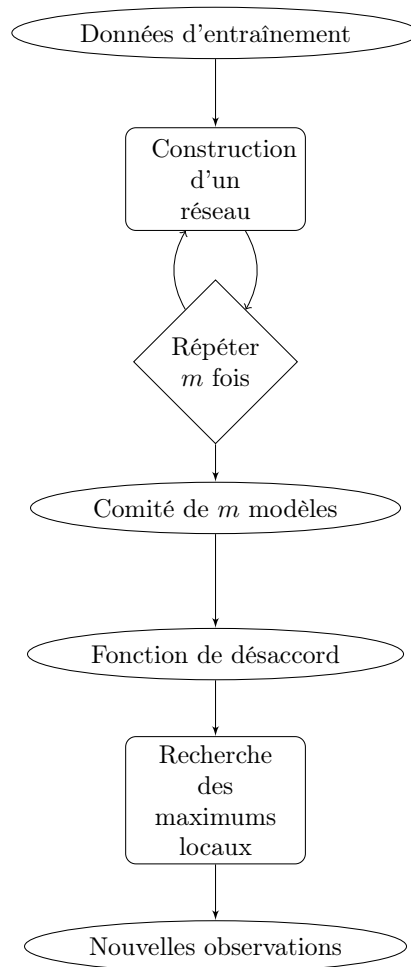 Données d'entraînement
Construction
d'un
réseau
Répéter
m fois
Comité de m modèles
Fonction de désaccord
Recherche
des
maximums
locaux
Nouvelles observations